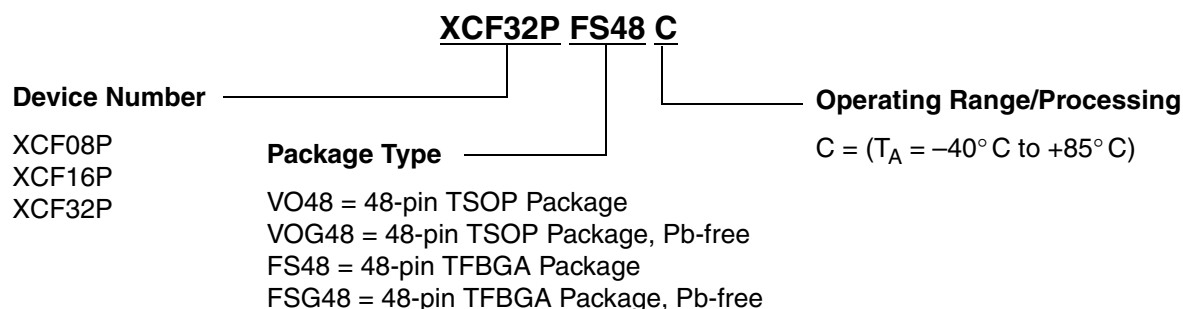 XCF32P FS48 C
Device Number
XCF08P
XCF16P
XCF32P
Package Type
VO48 = 48-pin TSOP Package
VOG48 = 48-pin TSOP Package, Pb-free
FS48 = 48-pin TFBGA Package
FSG48 = 48-pin TFBGA Package, Pb-free
Operating Range/Processing
C = (TA = –40° C to +85° C)